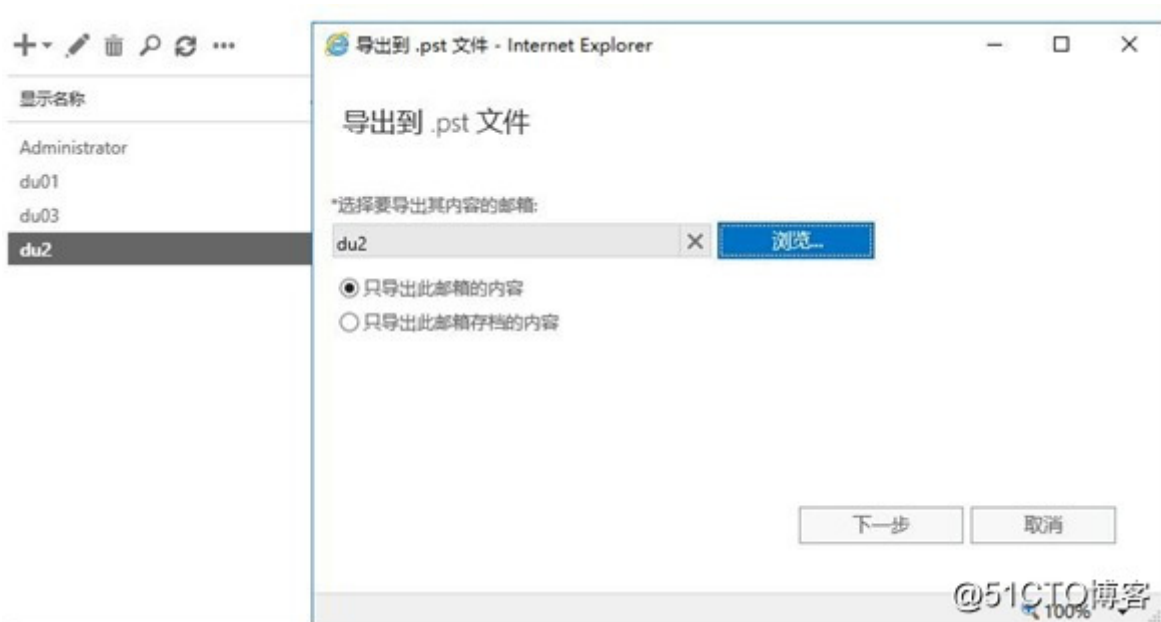 导出到 .pst 文件 - Internet Explorer
显示名称
Administrator
du01
du03
du2
导出到 .pst 文件
*选择要导出其内容的邮箱:
du2
浏览...
只导出此邮箱的内容
只导出此邮箱存档的内容
下一步
取消
@51CTO博客
100%